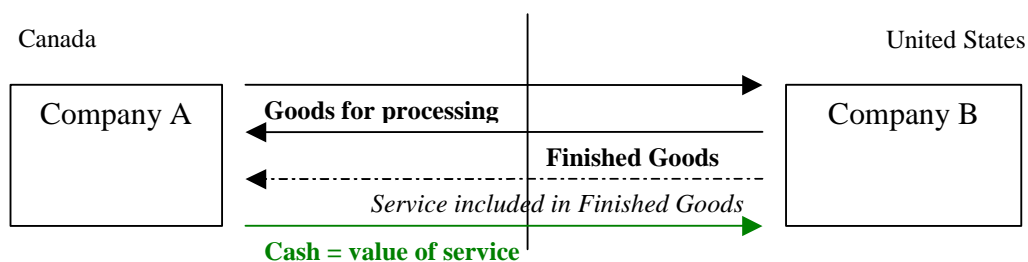 Canada
United States
Company A
Company B
Goods for processing
Finished Goods
Service included in Finished Goods
Cash = value of service